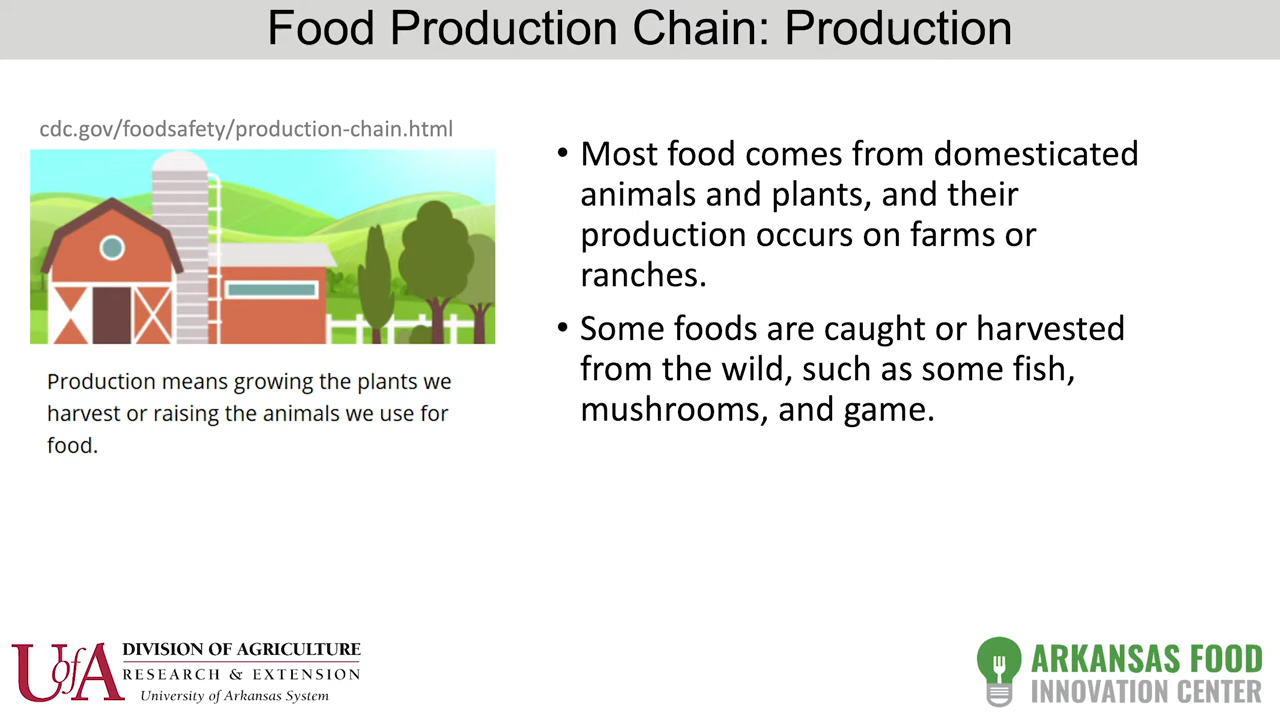 Food Production Chain: Production
cdc.gov/foodsafety/production-chain.html
Production means growing the plants we
harvest or raising the animals we use for
food.
• Most food comes from domesticated
animals and plants, and their
production occurs on farms or
ranches.
• Some foods are caught or harvested
from the wild, such as some fish,
mushrooms, and game.
UofA
DIVISION OF AGRICULTURE
RESEARCH & EXTENSION
University of Arkansas System
ARKANSAS FOOD
INNOVATION CENTER